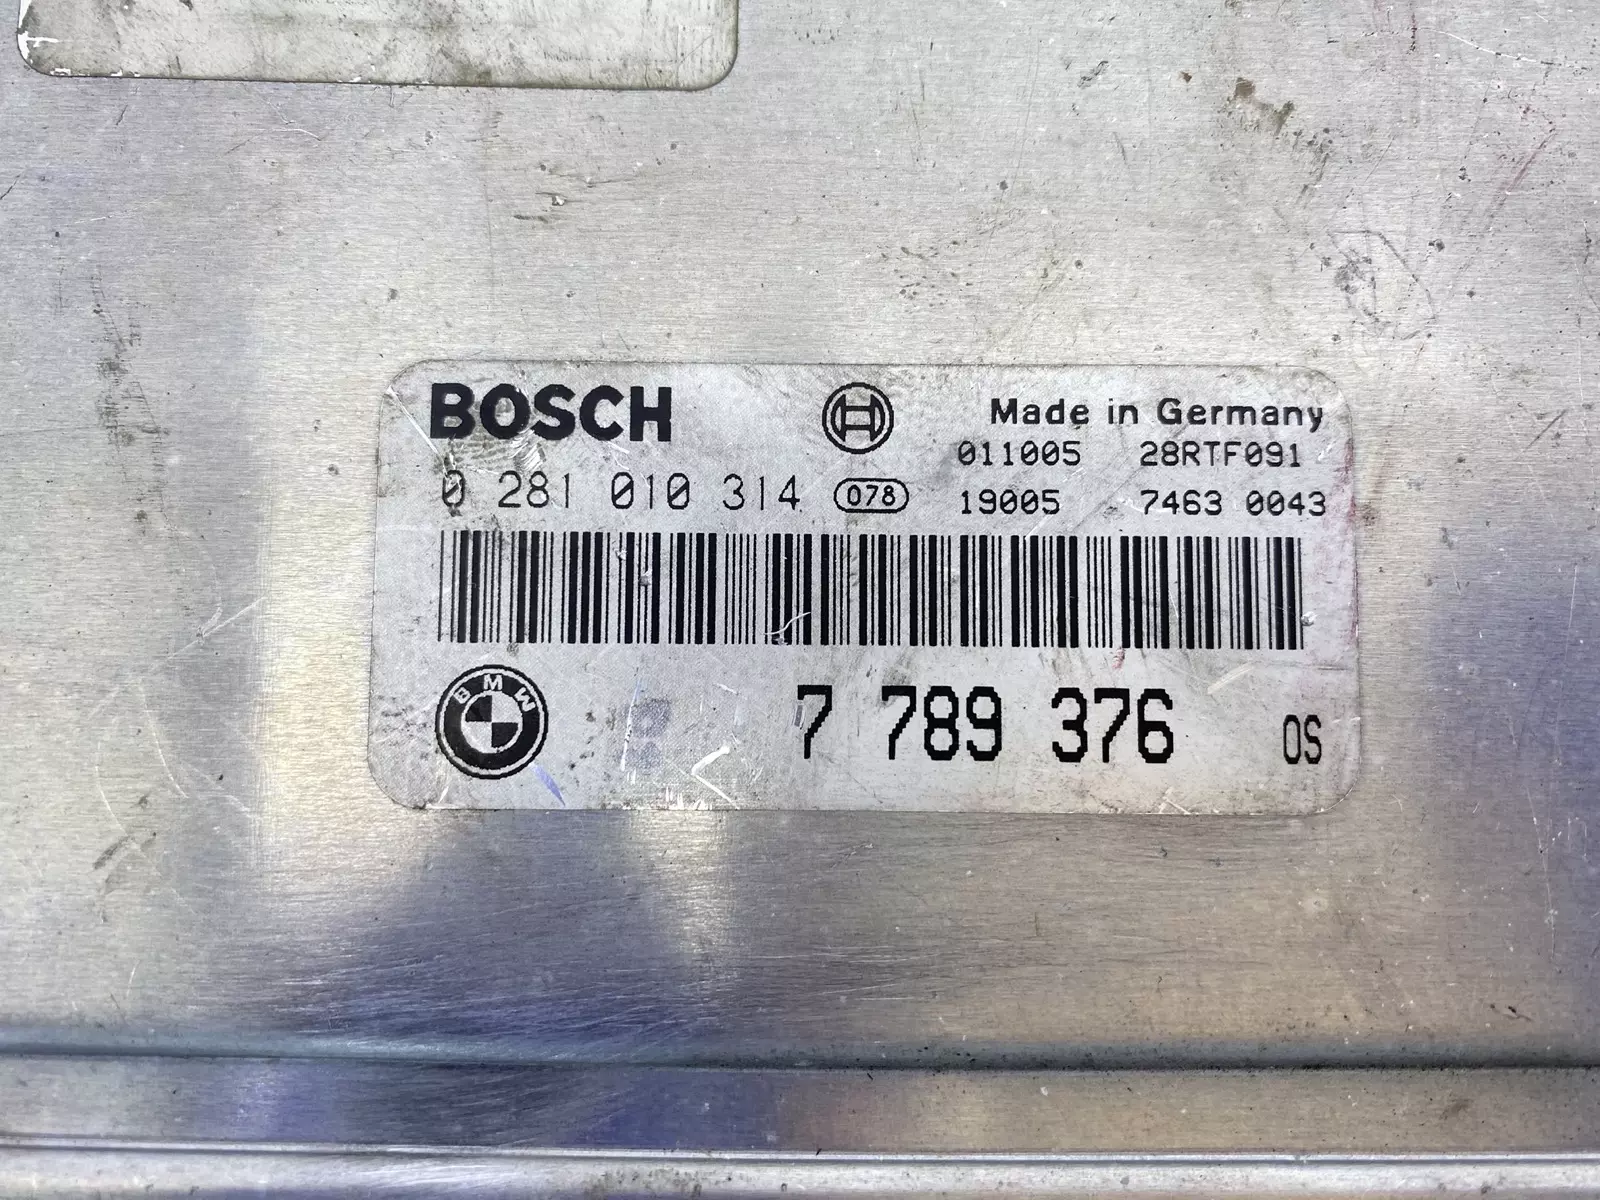 BOSCH
Made in Germany
011005 28RTF091
0 281 010 314 078 19005 7463 0043
BMW
7 789 376 OS